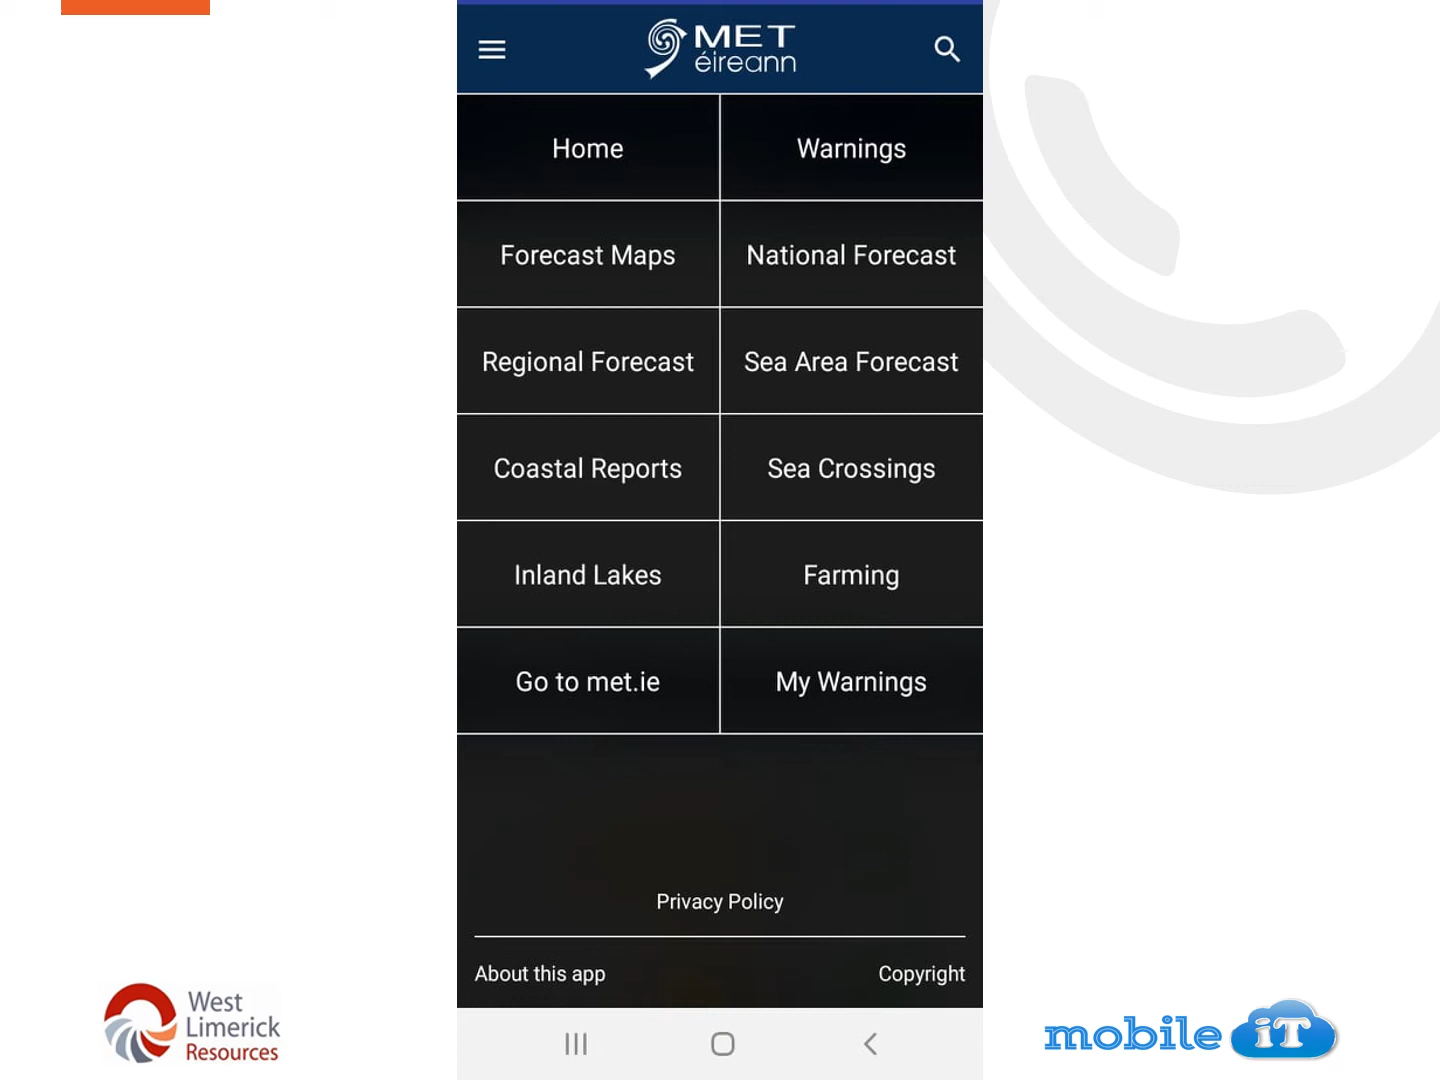 MET
éireann
Home
Warnings
Forecast Maps
National Forecast
Regional Forecast
Sea Area Forecast
Coastal Reports
Sea Crossings
Inland Lakes
Farming
Go to met.ie
My Warnings
Privacy Policy
About this app
Copyright
West
Limerick
Resources
mobile iT